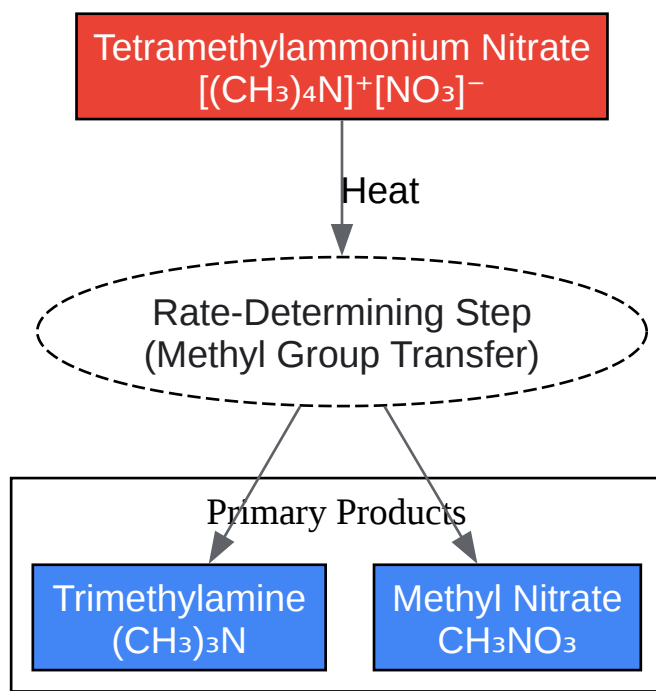 Tetramethylammonium Nitrate
[(CH₃)₄N]⁺[NO₃]⁻
Heat
Rate-Determining Step
(Methyl Group Transfer)
Primary Products
Trimethylamine
(CH₃)₃N
Methyl Nitrate
CH₃NO₃